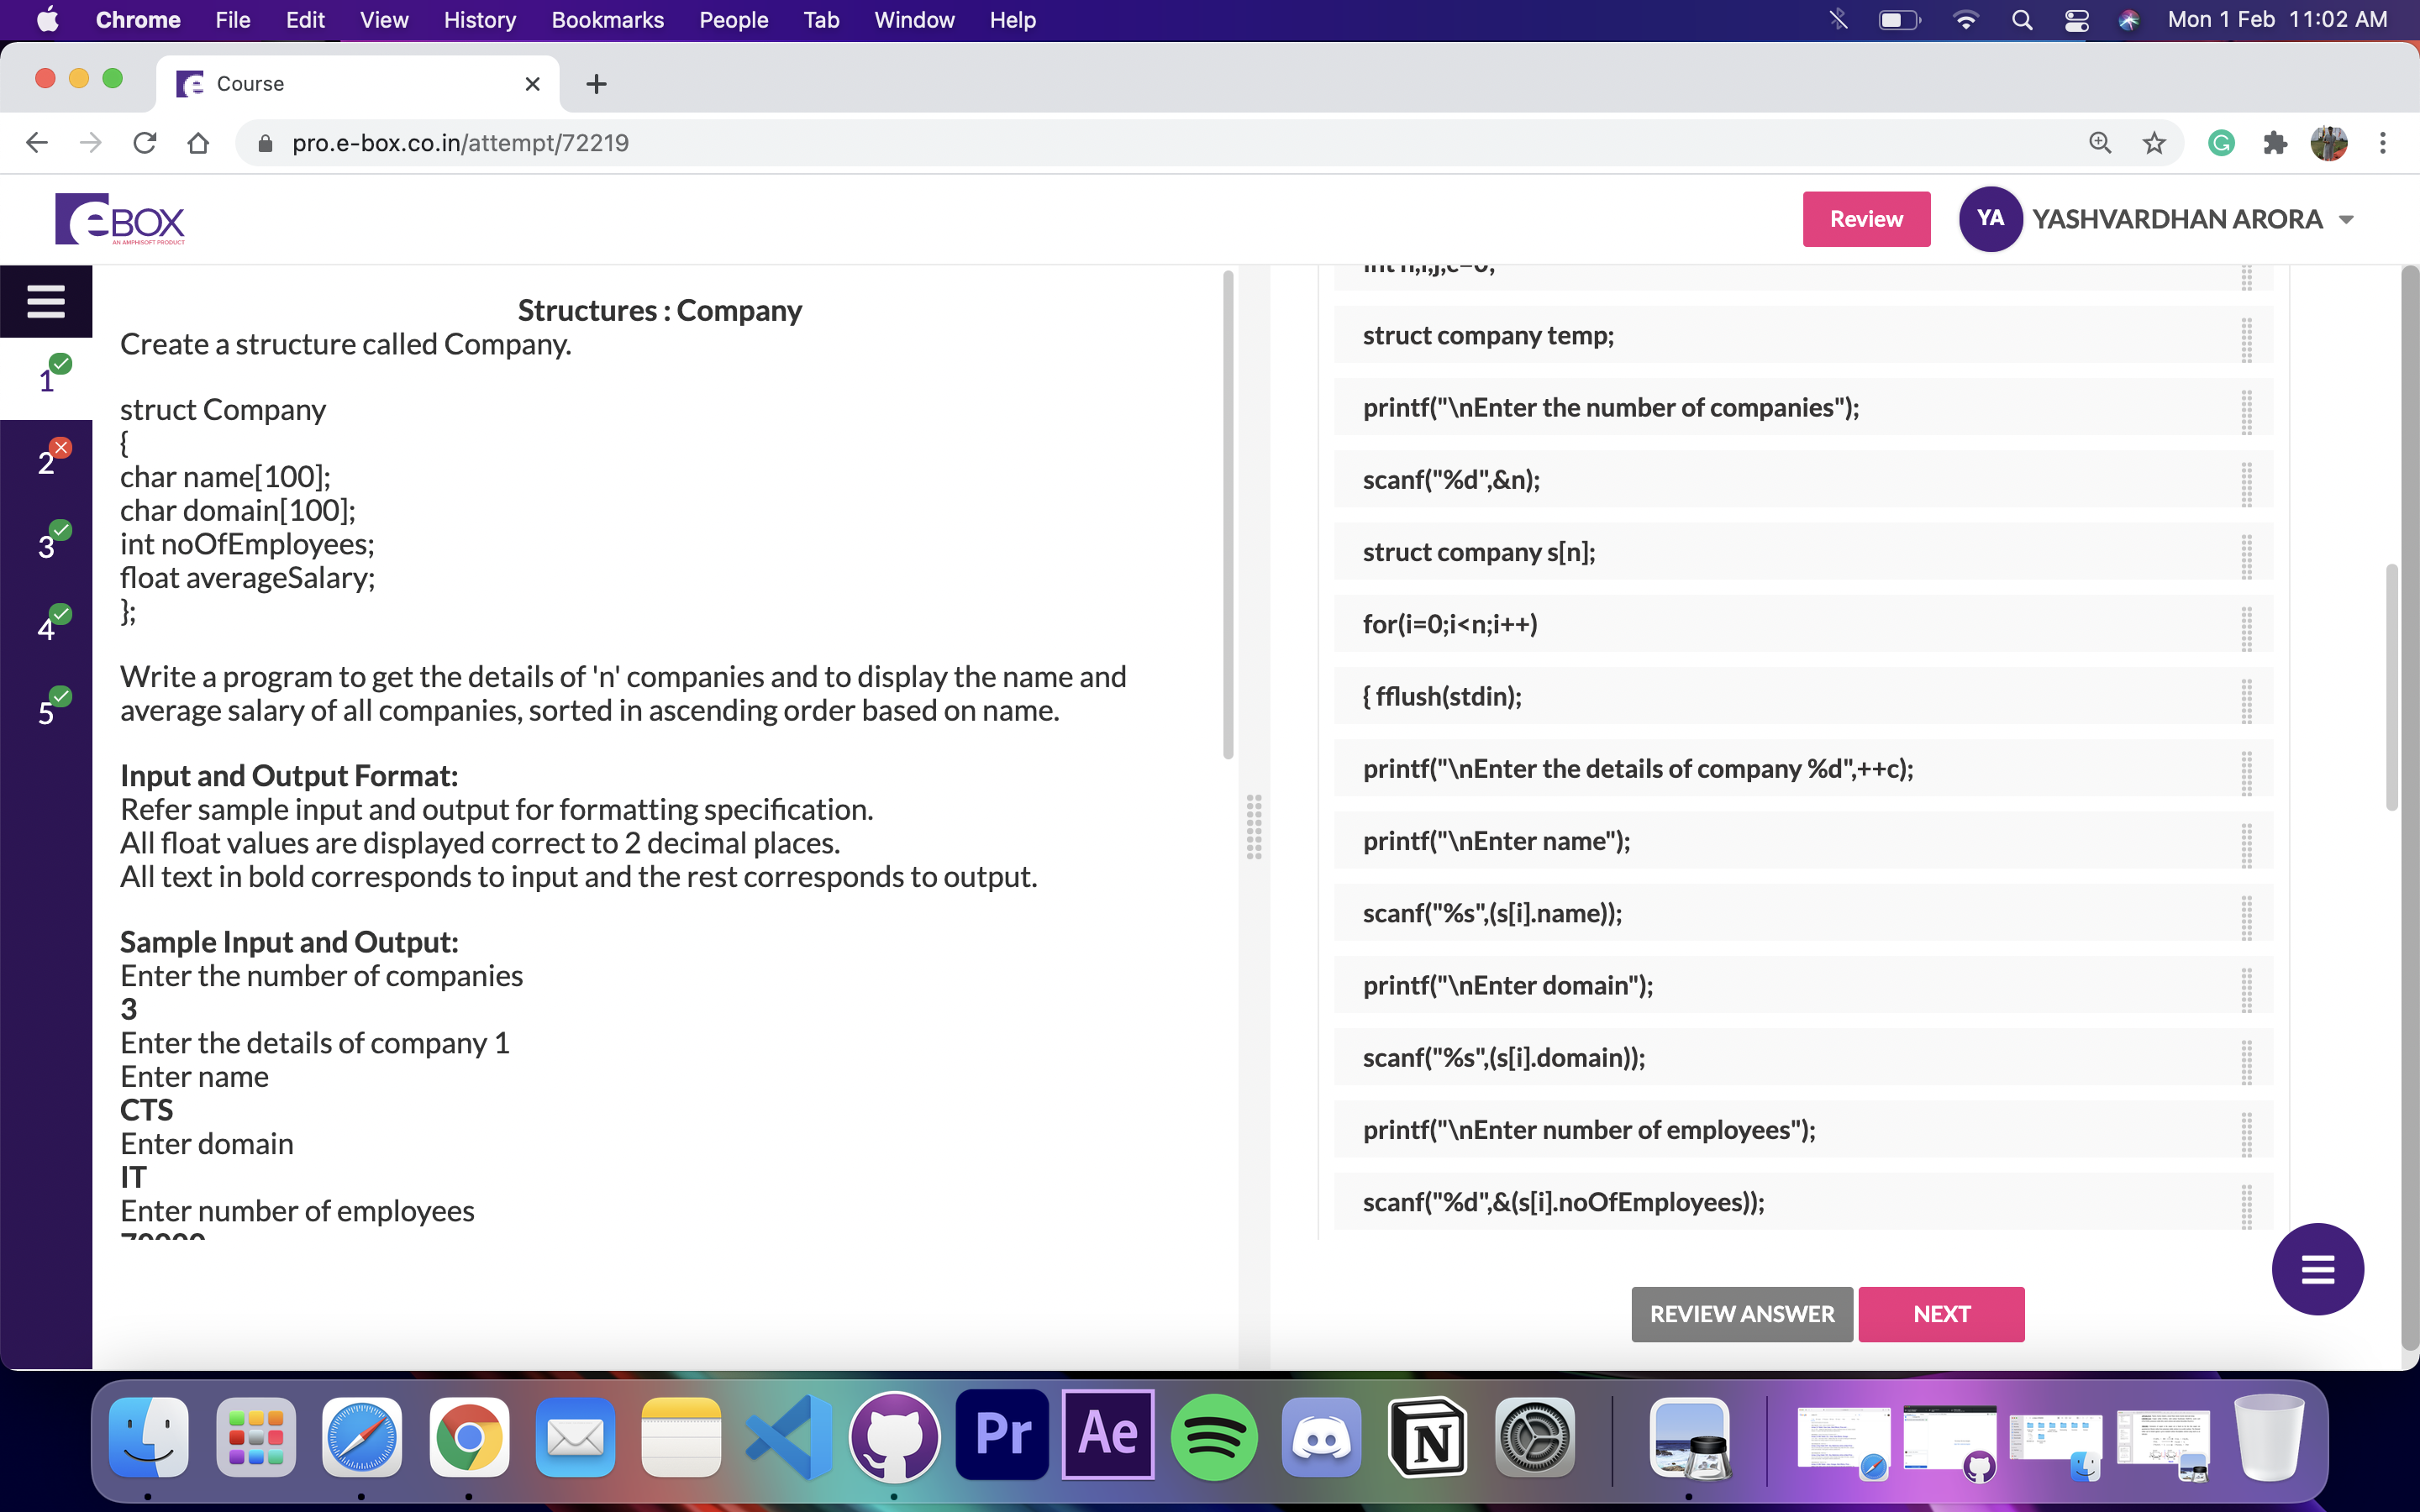 Chrome File Edit View History Bookmarks People Tab Window Help Mon 1 Feb 11:02 AM
Course
pro.e-box.co.in/attempt/72219
eBOX
AN AMPHISOFT PRODUCT
Review YA YASHVARDHAN ARORA
1
2
3
4
5
Structures : Company
Create a structure called Company.
struct Company
{
char name[100];
char domain[100];
int noOfEmployees;
float averageSalary;
};
Write a program to get the details of 'n' companies and to display the name and
average salary of all companies, sorted in ascending order based on name.
Input and Output Format:
Refer sample input and output for formatting specification.
All float values are displayed correct to 2 decimal places.
All text in bold corresponds to input and the rest corresponds to output.
Sample Input and Output:
Enter the number of companies
3
Enter the details of company 1
Enter name
CTS
Enter domain
IT
Enter number of employees
int n,i,j,c=0;
struct company temp;
printf("\nEnter the number of companies");
scanf("%d",&n);
struct company s[n];
for(i=0;i<n;i++)
{ fflush(stdin);
printf("\nEnter the details of company %d",++c);
printf("\nEnter name");
scanf("%s",(s[i].name));
printf("\nEnter domain");
scanf("%s",(s[i].domain));
printf("\nEnter number of employees");
scanf("%d",&(s[i].noOfEmployees));
REVIEW ANSWER NEXT
Pr Ae